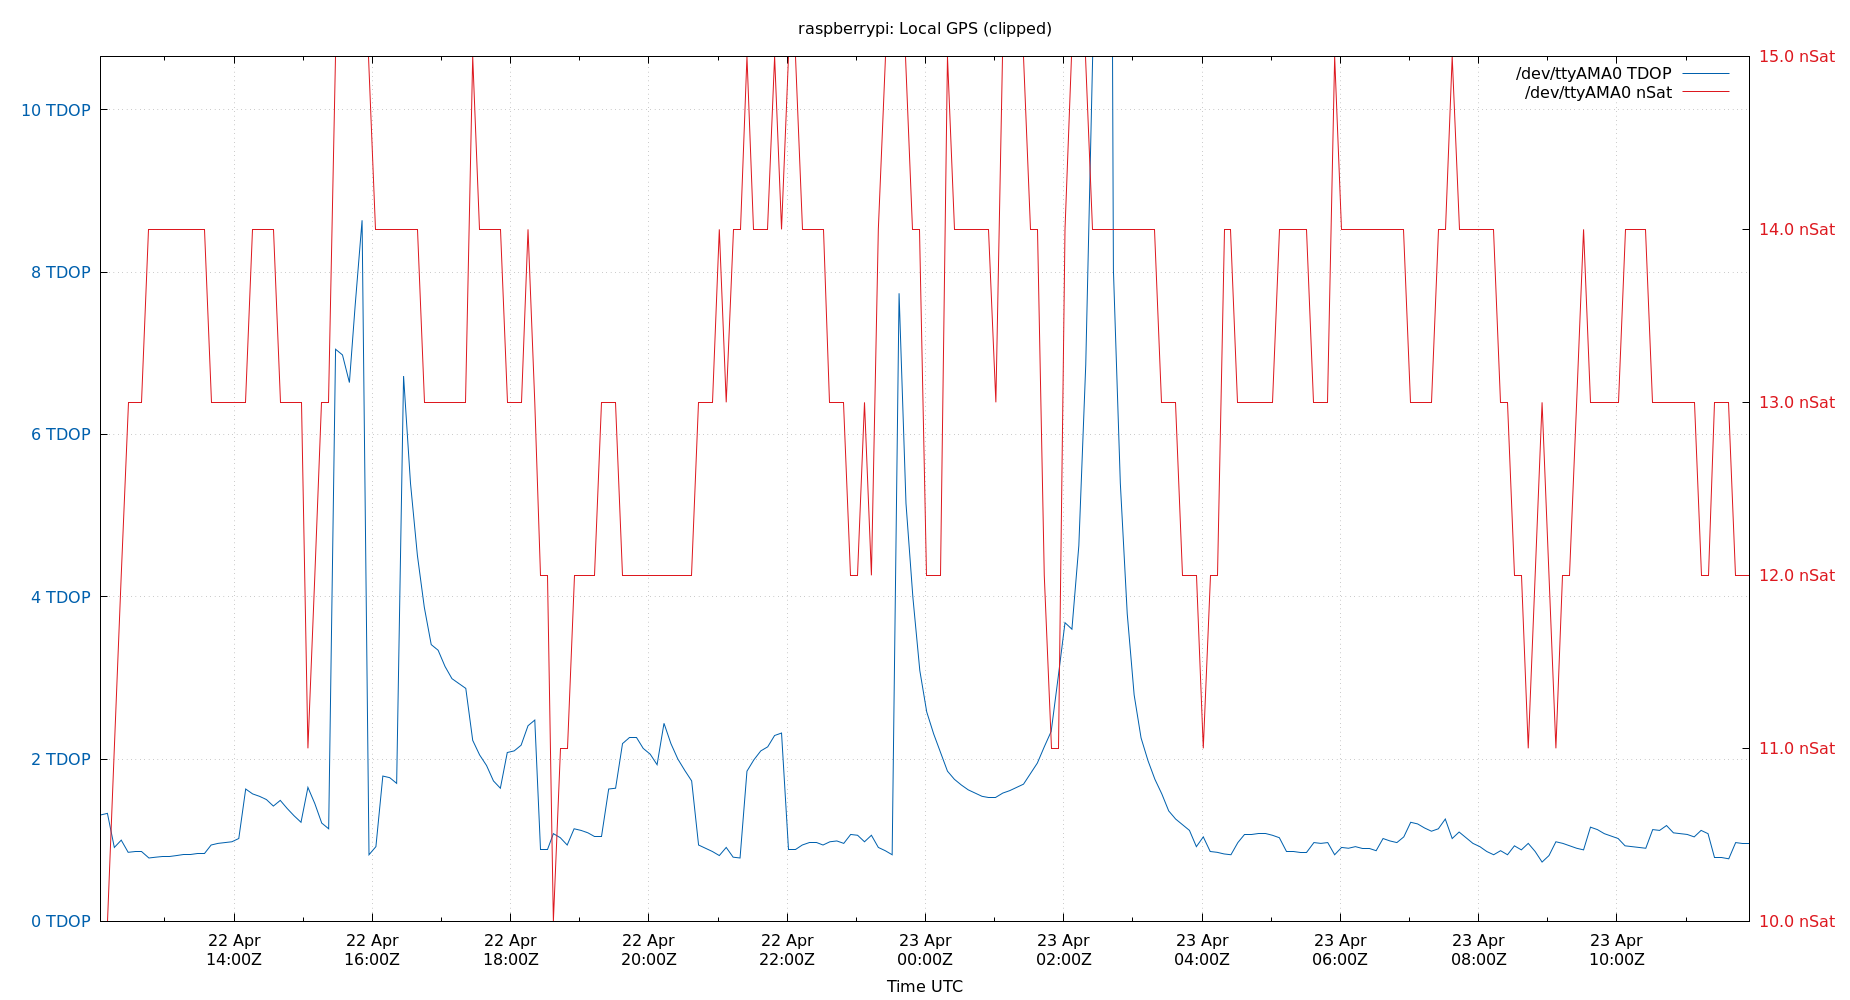 raspberrypi: Local GPS (clipped)
/dev/ttyAMA0 TDOP
/dev/ttyAMA0 nSat
10 TDOP
8 TDOP
6 TDOP
4 TDOP
2 TDOP
0 TDOP
15.0 nSat
14.0 nSat
13.0 nSat
12.0 nSat
11.0 nSat
10.0 nSat
22 Apr 22 Apr 22 Apr 22 Apr 22 Apr 23 Apr 23 Apr 23 Apr 23 Apr 23 Apr 23 Apr
14:00Z 16:00Z 18:00Z 20:00Z 22:00Z 00:00Z 02:00Z 04:00Z 06:00Z 08:00Z 10:00Z
Time UTC